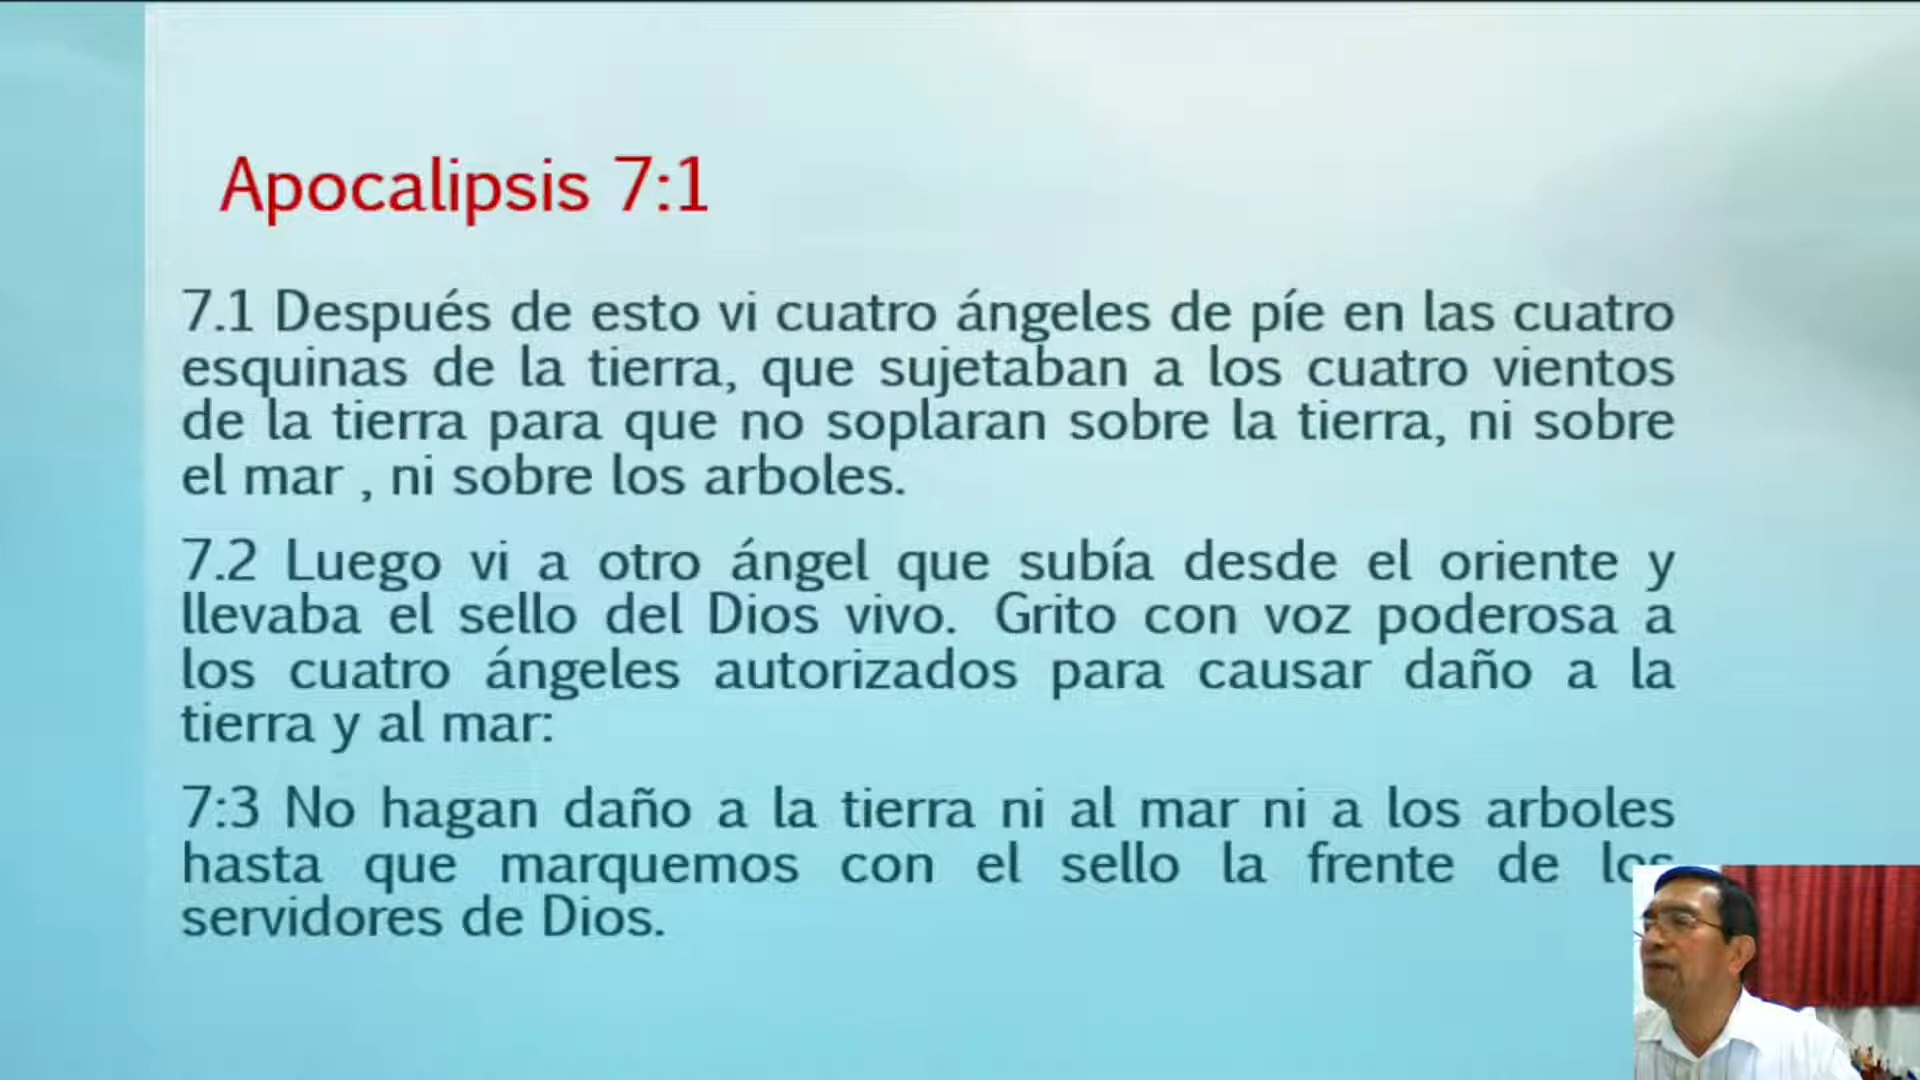 Apocalipsis 7:1
7.1 Después de esto vi cuatro ángeles de píe en las cuatro
esquinas de la tierra, que sujetaban a los cuatro vientos
de la tierra para que no soplaran sobre la tierra, ni sobre
el mar , ni sobre los arboles.
7.2 Luego vi a otro ángel que subía desde el oriente y
llevaba el sello del Dios vivo. Grito con voz poderosa a
los cuatro ángeles autorizados para causar daño a la
tierra y al mar:
7:3 No hagan daño a la tierra ni al mar ni a los arboles
hasta que marquemos con el sello la frente de los
servidores de Dios.